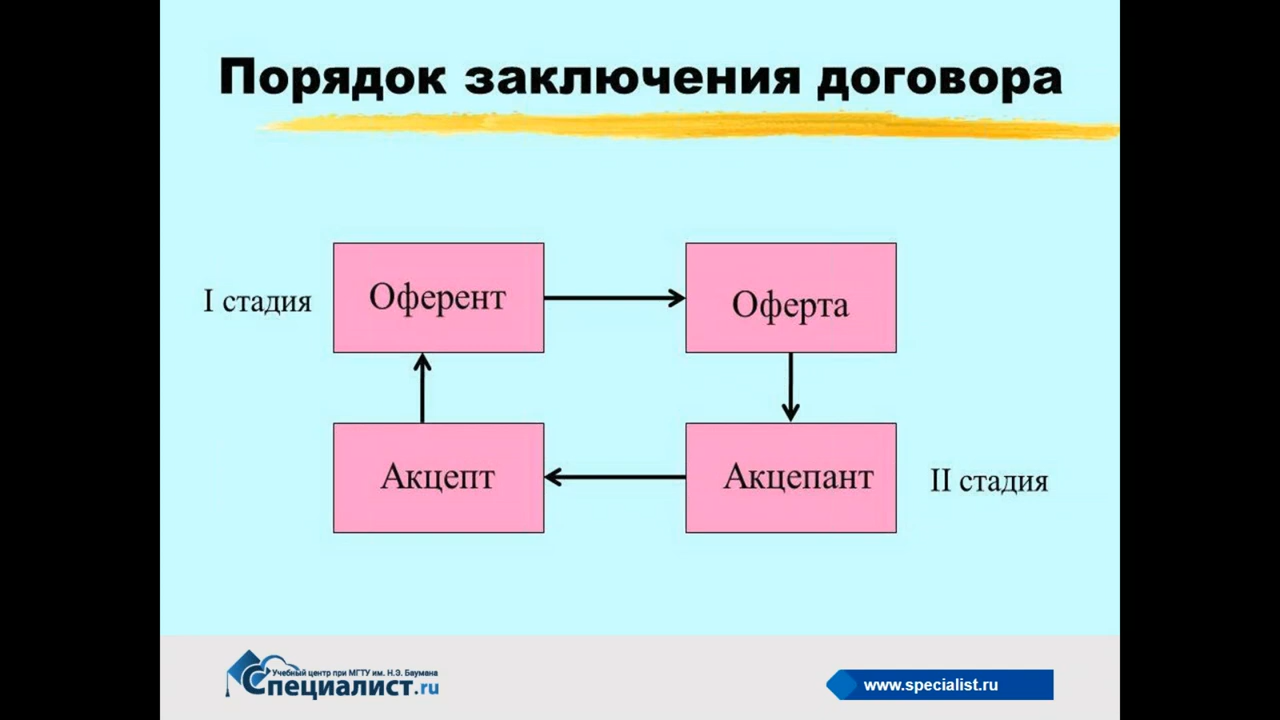 Порядок заключения договора
I стадия
Оферент
Оферта
Акцепт
Акцепант
II стадия
Учебный центр при МГТУ им. Н.Э. Баумана
Специалист.ru
www.specialist.ru